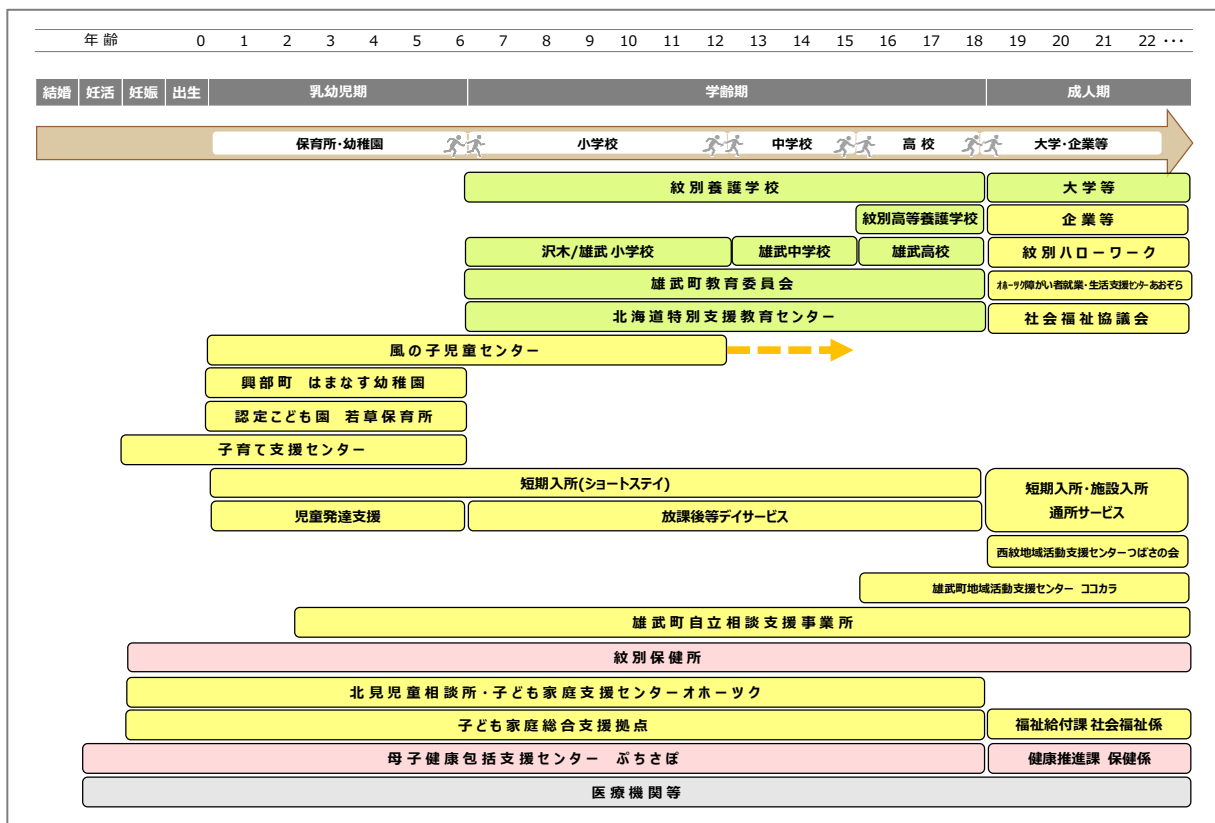 年齢 0 1 2 3 4 5 6 7 8 9 10 11 12 13 14 15 16 17 18 19 20 21 22 ･･･
結婚 妊活 妊娠 出生 乳幼児期 学齢期 成人期
保育所･幼稚園 小学校 中学校 高校 大学･企業等
紋別養護学校 大学等
紋別高等養護学校 企業等
沢木/雄武小学校 雄武中学校 雄武高校 紋別ハローワーク
雄武町教育委員会 ｵﾎｰﾂｸ障がい者就業・生活支援ｾﾝﾀｰあおぞら
北海道特別支援教育センター 社会福祉協議会
風の子児童センター
興部町 はまなす幼稚園
認定こども園 若草保育所
子育て支援センター
短期入所(ショートステイ) 短期入所･施設入所
児童発達支援 放課後等デイサービス 通所サービス
西紋地域活動支援センターつばさの会
雄武町地域活動支援センター ココカラ
雄武町自立相談支援事業所
紋別保健所
北見児童相談所・子ども家庭支援センターオホーツク
子ども家庭総合支援拠点 福祉給付課 社会福祉係
母子健康包括支援センター ぷちさぽ 健康推進課 保健係
医療機関等